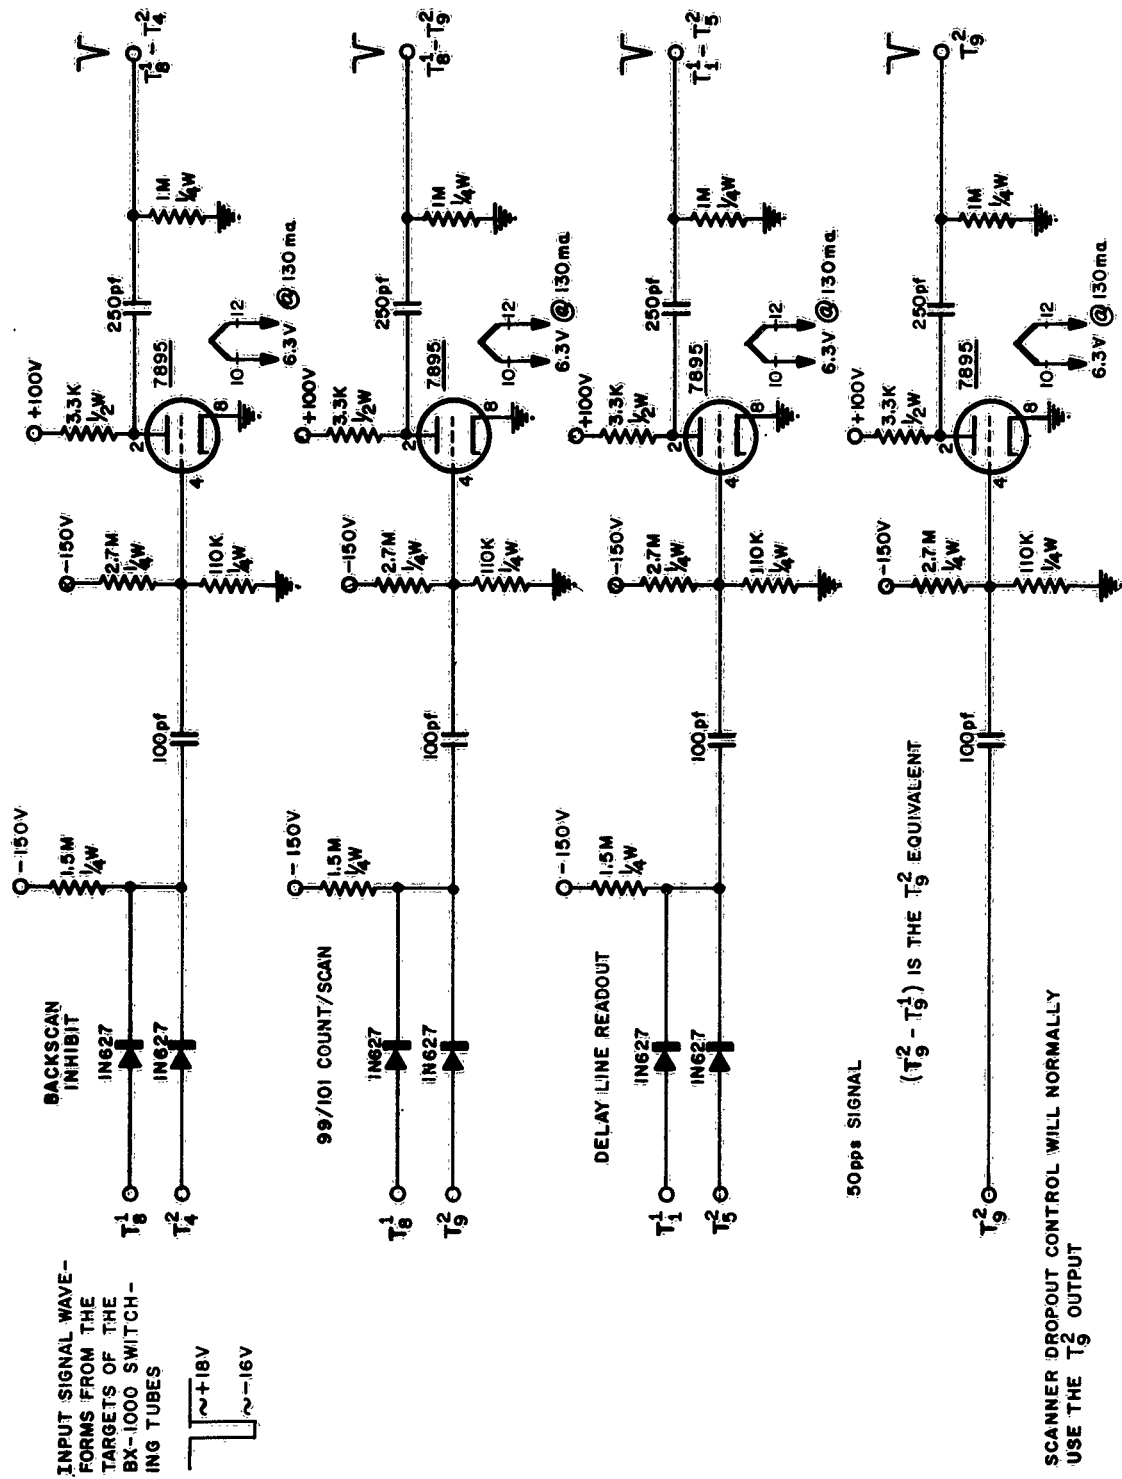 INPUT SIGNAL WAVE-
FORMS FROM THE
TARGETS OF THE
BX-1000 SWITCH-
ING TUBES
~+18V
~-16V
BACKSCAN
INHIBIT
T₈¹
T₄²
1N627
1N627
-150V
1.5M
¼W
100pf
-150V
2.7M
¼W
110K
¼W
+100V
3.3K
½W
2
4
8
7895
10
12
6.3V @ 130ma
250pf
1M
¼W
T₈¹ - T₄²
99/101 COUNT/SCAN
T₈¹
T₉²
1N627
1N627
-150V
1.5M
¼W
100pf
-150V
2.7M
¼W
110K
¼W
+100V
3.3K
½W
2
4
8
7895
10
12
6.3V @ 130ma
250pf
1M
¼W
T₈¹ - T₉²
DELAY LINE READOUT
T₁¹
T₅²
1N627
1N627
-150V
1.5M
¼W
100pf
-150V
2.7M
¼W
110K
¼W
+100V
3.3K
½W
2
4
8
7895
10
12
6.3V @ 130ma
250pf
1M
¼W
T₁¹ - T₅²
50pps SIGNAL
T₉²
(T₉² - T₉¹) IS THE T₉² EQUIVALENT
100pf
-150V
2.7M
¼W
110K
¼W
+100V
3.3K
½W
2
4
8
7895
10
12
6.3V @ 130ma
250pf
1M
¼W
T₉²
SCANNER DROPOUT CONTROL WILL NORMALLY
USE THE T₉² OUTPUT